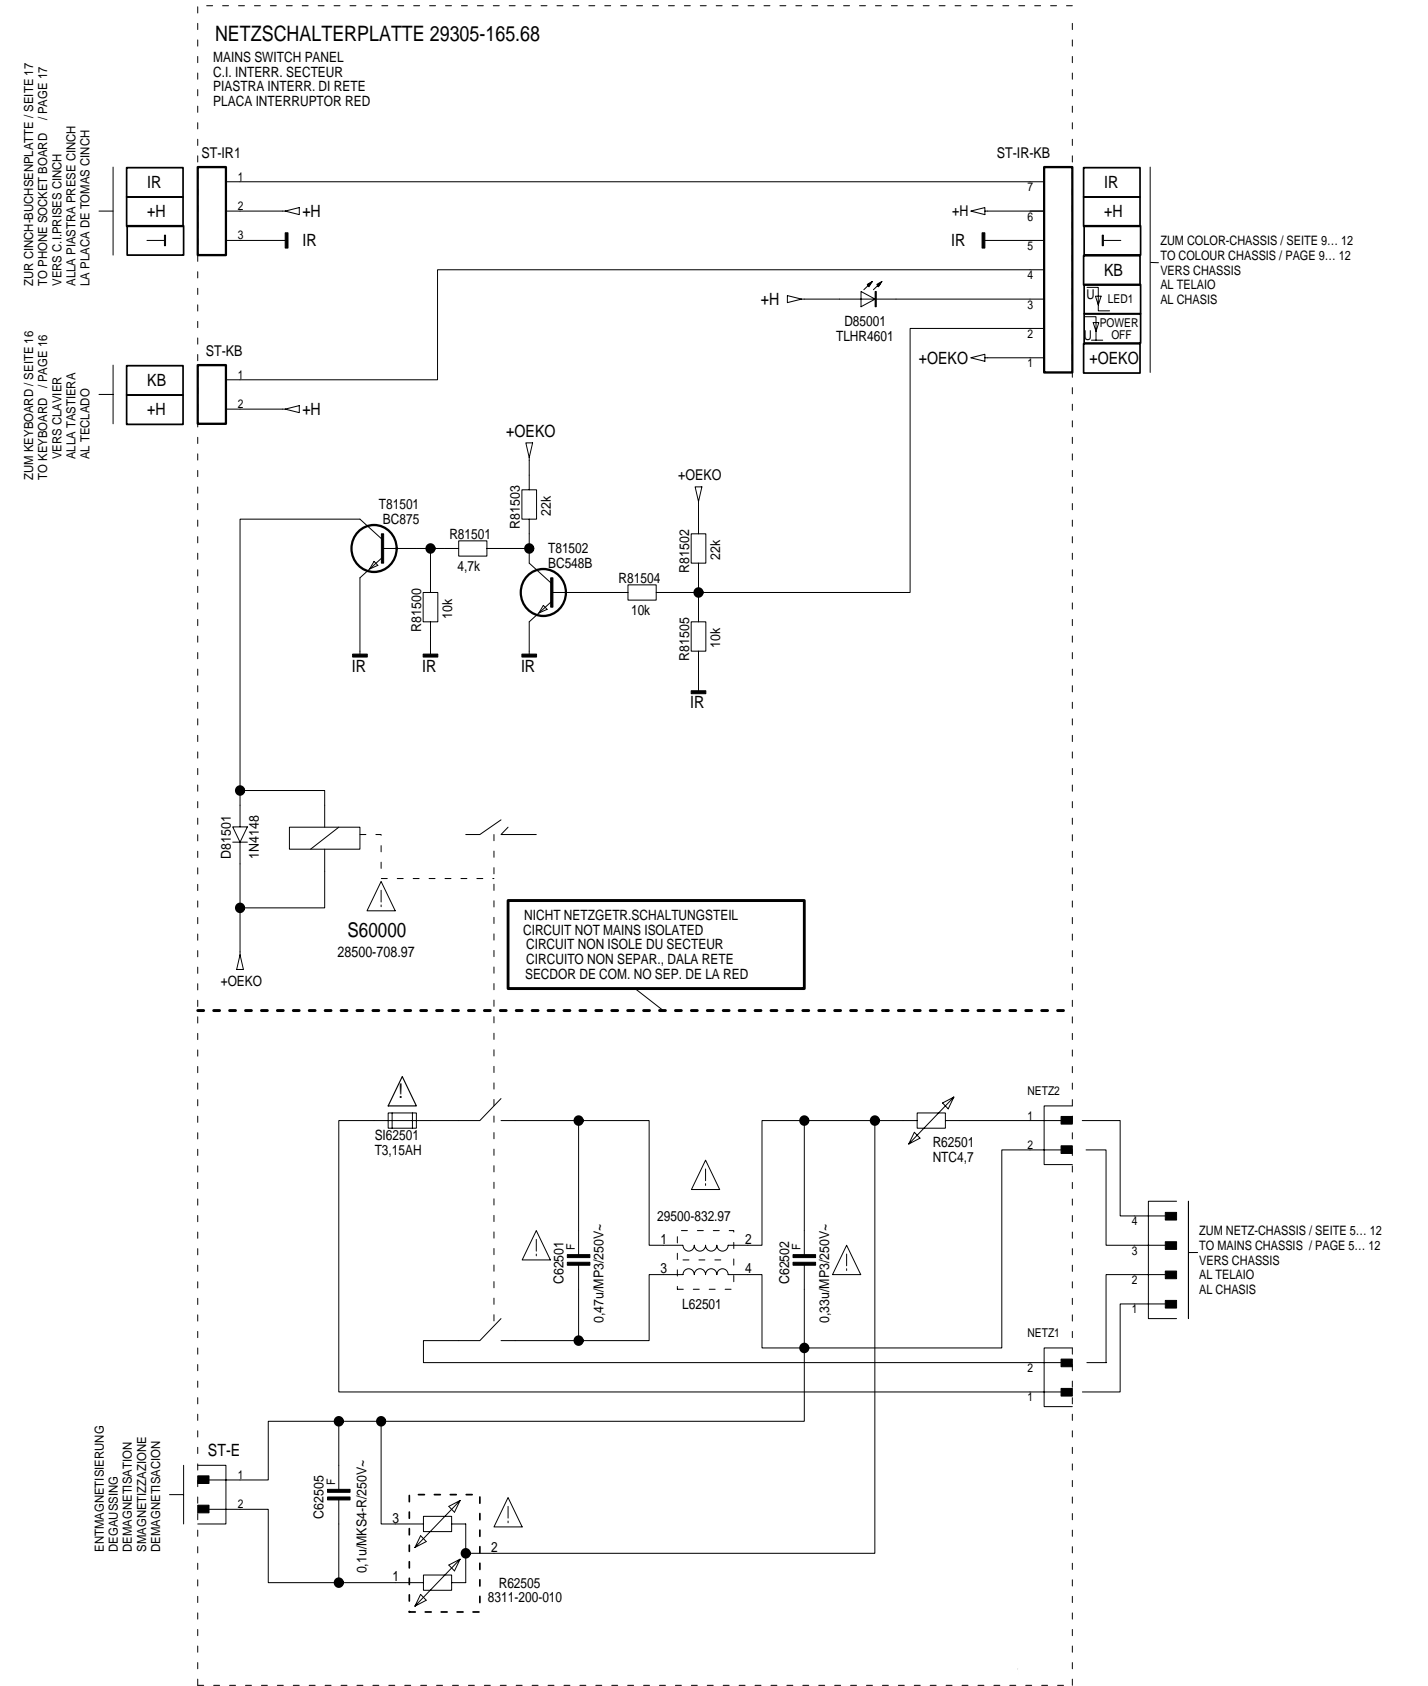 NETZSCHALTERPLATTE 29305-165.68
MAINS SWITCH PANEL
C.I. INTERR. SECTEUR
PIASTRA INTERR. DI RETE
PLACA INTERRUPTOR RED
ZUR CINCH-BUCHSENPLATTE / SEITE 17
TO PHONE SOCKET BOARD / PAGE 17
VERS C.I.PRISES CINCH
ALLA PIASTRA PRESE CINCH
LA PLACA DE TOMAS CINCH
IR
+H
ST-IR1
1
2
3
+H
IR
ST-IR-KB
7
6
5
4
3
2
1
+H
IR
+H
D85001
TLHR4601
+OEKO
IR
+H
KB
U LED1
U POWER
OFF
+OEKO
ZUM COLOR-CHASSIS / SEITE 9... 12
TO COLOUR CHASSIS / PAGE 9... 12
VERS CHASSIS
AL TELAIO
AL CHASIS
ZUM KEYBOARD / SEITE 16
TO KEYBOARD / PAGE 16
VERS CLAVIER
ALLA TASTIERA
AL TECLADO
KB
+H
ST-KB
1
2
+H
+OEKO
R81503
22k
+OEKO
R81502
22k
T81501
BC875
R81501
4,7k
T81502
BC548B
R81504
10k
R81500
10k
R81505
10k
IR
IR
IR
IR
D81501
1N4148
!
S60000
28500-708.97
+OEKO
NICHT NETZGETR.SCHALTUNGSTEIL
CIRCUIT NOT MAINS ISOLATED
CIRCUIT NON ISOLE DU SECTEUR
CIRCUITO NON SEPAR., DALA RETE
SECDOR DE COM. NO SEP. DE LA RED
!
SI62501
T3,15AH
NETZ2
1
2
R62501
NTC4,7
!
29500-832.97
1
2
3
4
L62501
!
C62501
F
0,47u/MP3/250V~
C62502
F
0,33u/MP3/250V~
!
4
3
2
1
ZUM NETZ-CHASSIS / SEITE 5... 12
TO MAINS CHASSIS / PAGE 5... 12
VERS CHASSIS
AL TELAIO
AL CHASIS
NETZ1
2
1
ENTMAGNETISIERUNG
DEGAUSSING
DEMAGNETISATION
SMAGNETIZZAZIONE
DEMAGNETISACION
ST-E
1
2
C62505
F
0,1u/MKS4-R/250V~
3
1
2
!
R62505
8311-200-010